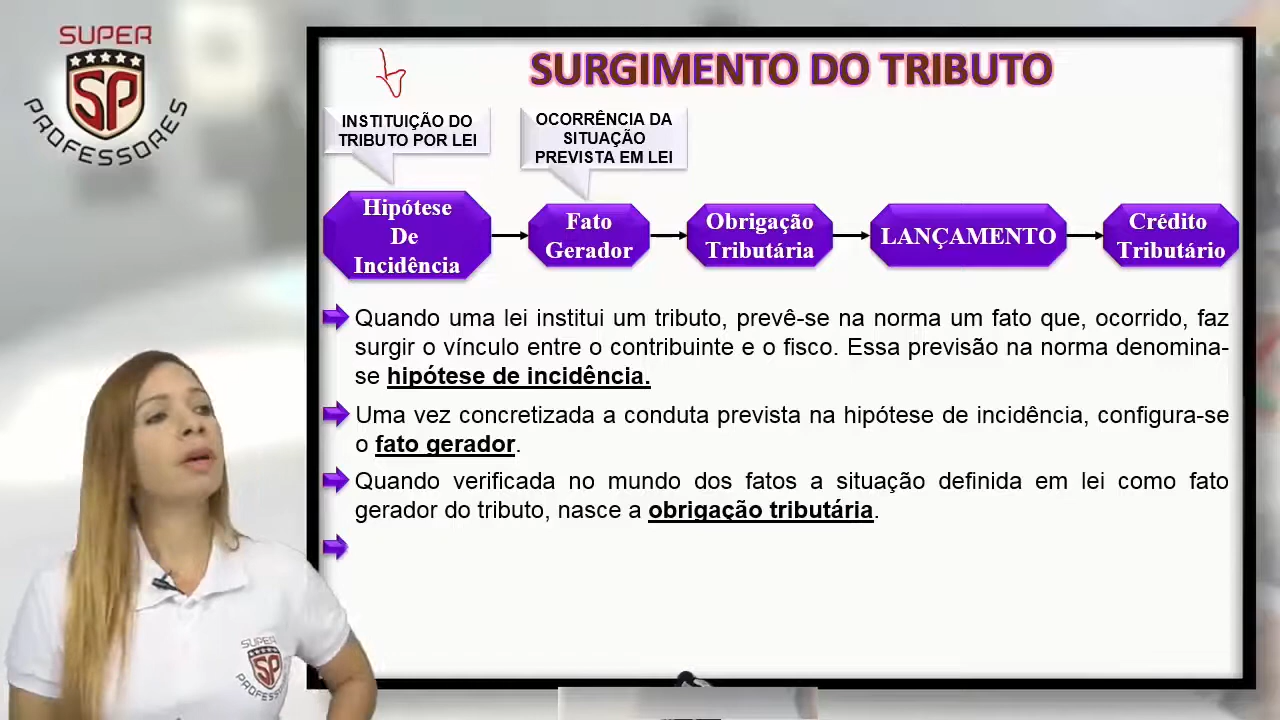 SUPER
SP
PROFESSORES
SURGIMENTO DO TRIBUTO
INSTITUIÇÃO DO
TRIBUTO POR LEI
OCORRÊNCIA DA
SITUAÇÃO
PREVISTA EM LEI
Hipótese
De
Incidência
Fato
Gerador
Obrigação
Tributária
LANÇAMENTO
Crédito
Tributário
Quando uma lei institui um tributo, prevê-se na norma um fato que, ocorrido, faz
surgir o vínculo entre o contribuinte e o fisco. Essa previsão na norma denomina-
se hipótese de incidência.
Uma vez concretizada a conduta prevista na hipótese de incidência, configura-se
o fato gerador.
Quando verificada no mundo dos fatos a situação definida em lei como fato
gerador do tributo, nasce a obrigação tributária.
SUPER
SP
PROFESSORES